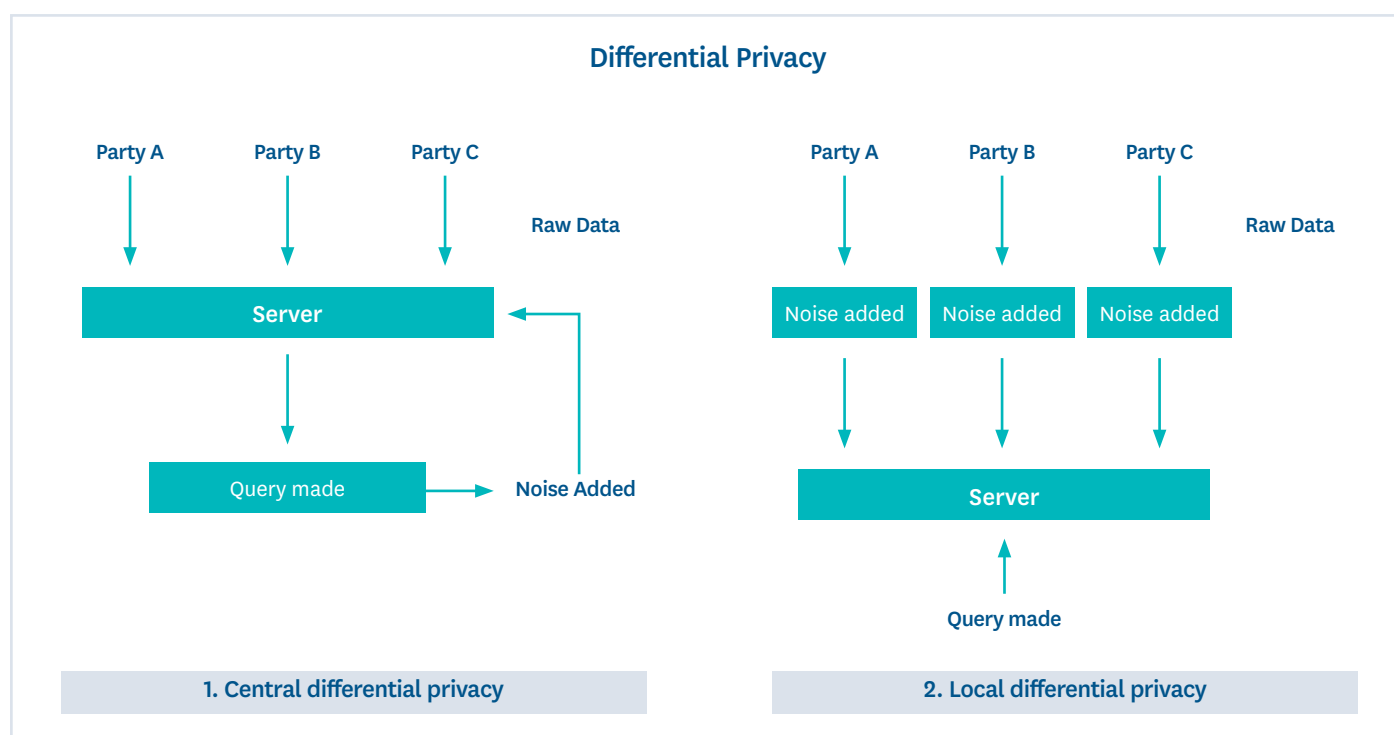 Differential Privacy
Party A
Party B
Party C
Raw Data
Server
Query made
Noise Added
1. Central differential privacy
Party A
Party B
Party C
Raw Data
Noise added
Noise added
Noise added
Server
Query made
2. Local differential privacy